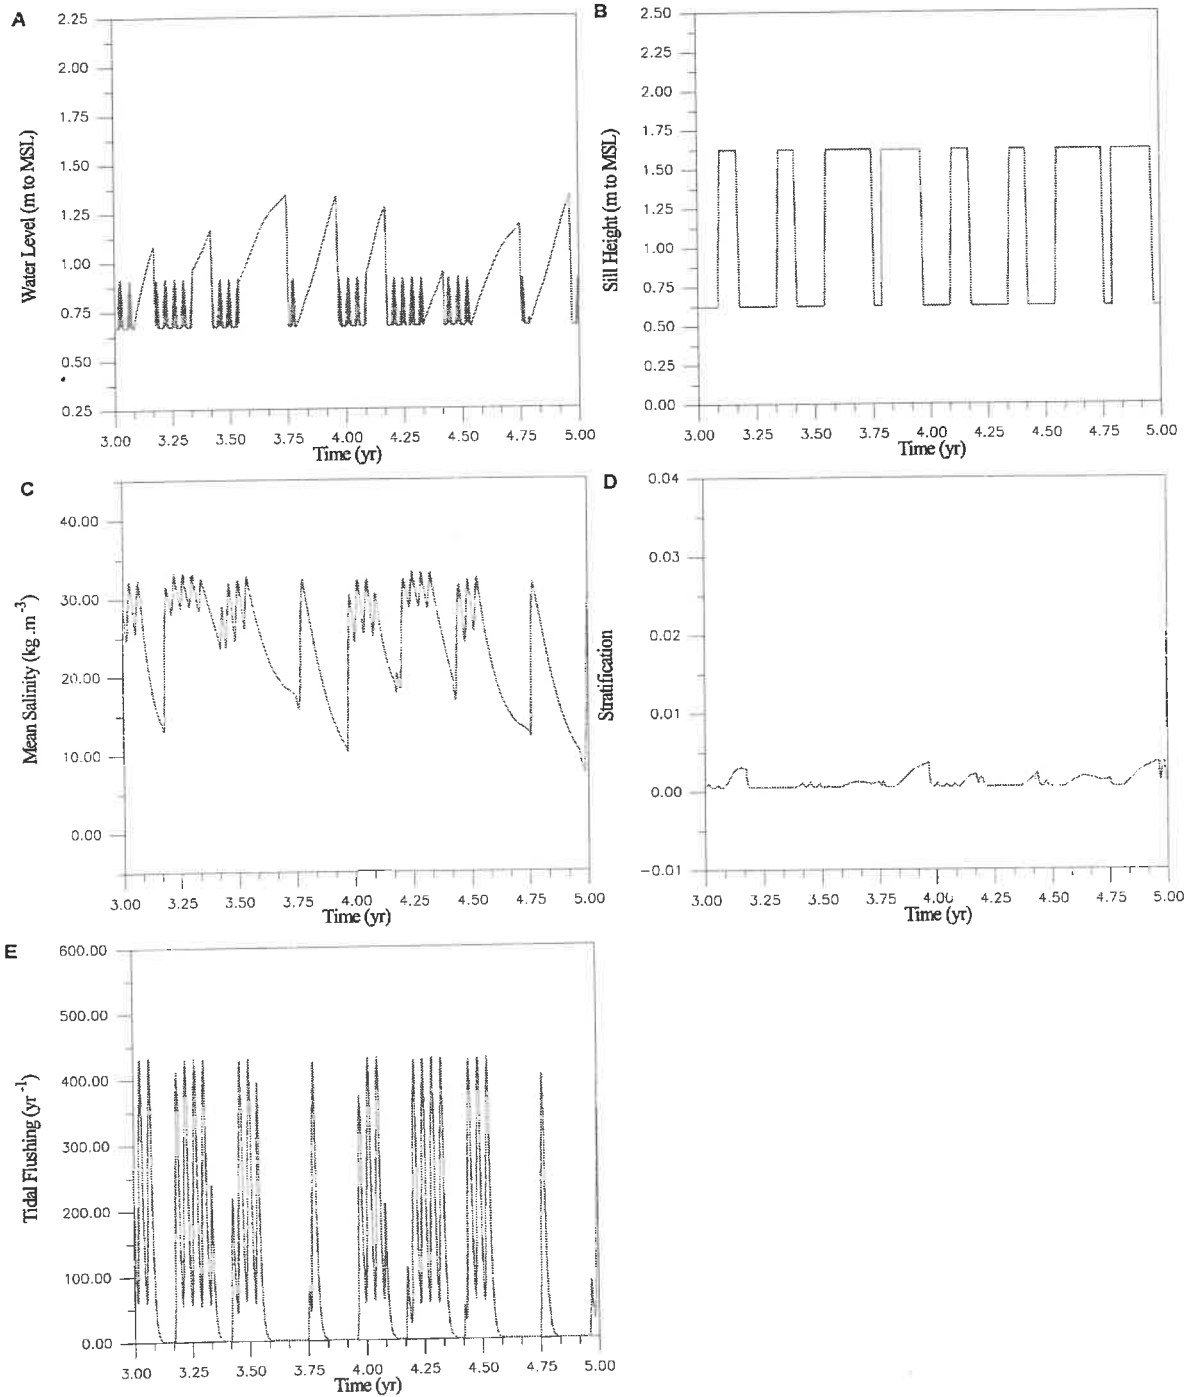 A
2.25
2.00
1.75
1.50
1.25
1.00
0.75
0.50
0.25
Water Level (m to MSL)
3.00 3.25 3.50 3.75 4.00 4.25 4.50 4.75 5.00
Time (yr)
B
2.50
2.25
2.00
1.75
1.50
1.25
1.00
0.75
0.50
0.25
0.00
Sill Height (m to MSL)
3.00 3.25 3.50 3.75 4.00 4.25 4.50 4.75 5.00
Time (yr)
C
40.00
30.00
20.00
10.00
0.00
Mean Salinity (kg.m⁻³)
3.00 3.25 3.50 3.75 4.00 4.25 4.50 4.75 5.00
Time (yr)
D
0.04
0.03
0.02
0.01
0.00
−0.01
Stratification
3.00 3.25 3.50 3.75 4.00 4.25 4.50 4.75 5.00
Time (yr)
E
600.00
500.00
400.00
300.00
200.00
100.00
0.00
Tidal Flushing (yr⁻¹)
3.00 3.25 3.50 3.75 4.00 4.25 4.50 4.75 5.00
Time (yr)